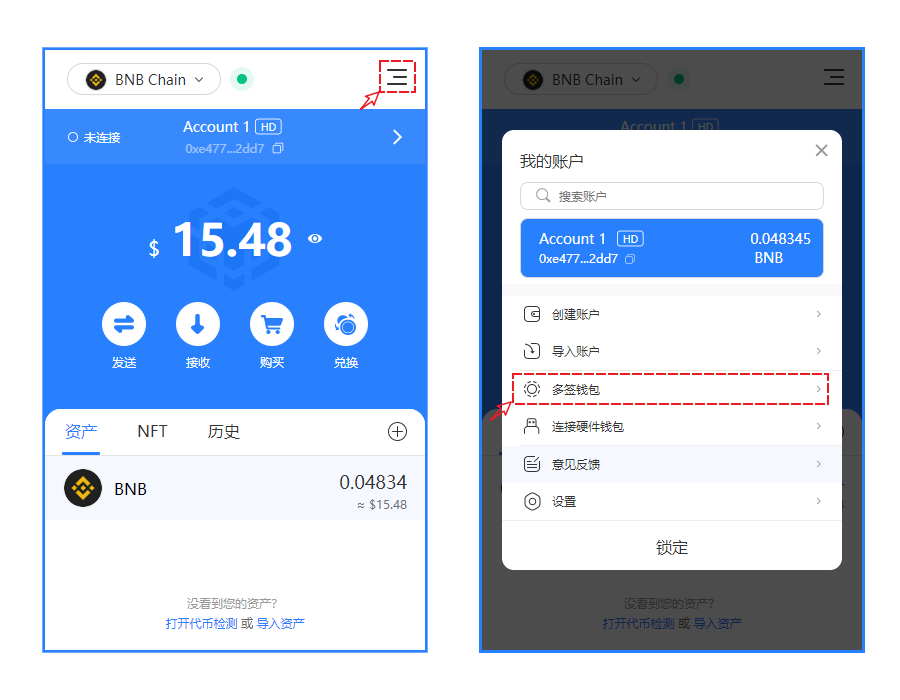 BNB Chain
未连接
Account 1 HD
0xe477...2dd7
$ 15.48
发送 接收 购买 兑换
资产 NFT 历史
BNB
0.04834
≈ $15.48
没看到您的资产?
打开代币检测 或 导入资产
BNB Chain
Account 1 HD
我的账户
搜索账户
Account 1 HD 0.048345
0xe477...2dd7 BNB
创建账户
导入账户
多签钱包
连接硬件钱包
意见反馈
设置
锁定
没看到您的资产?
打开代币检测 或 导入资产